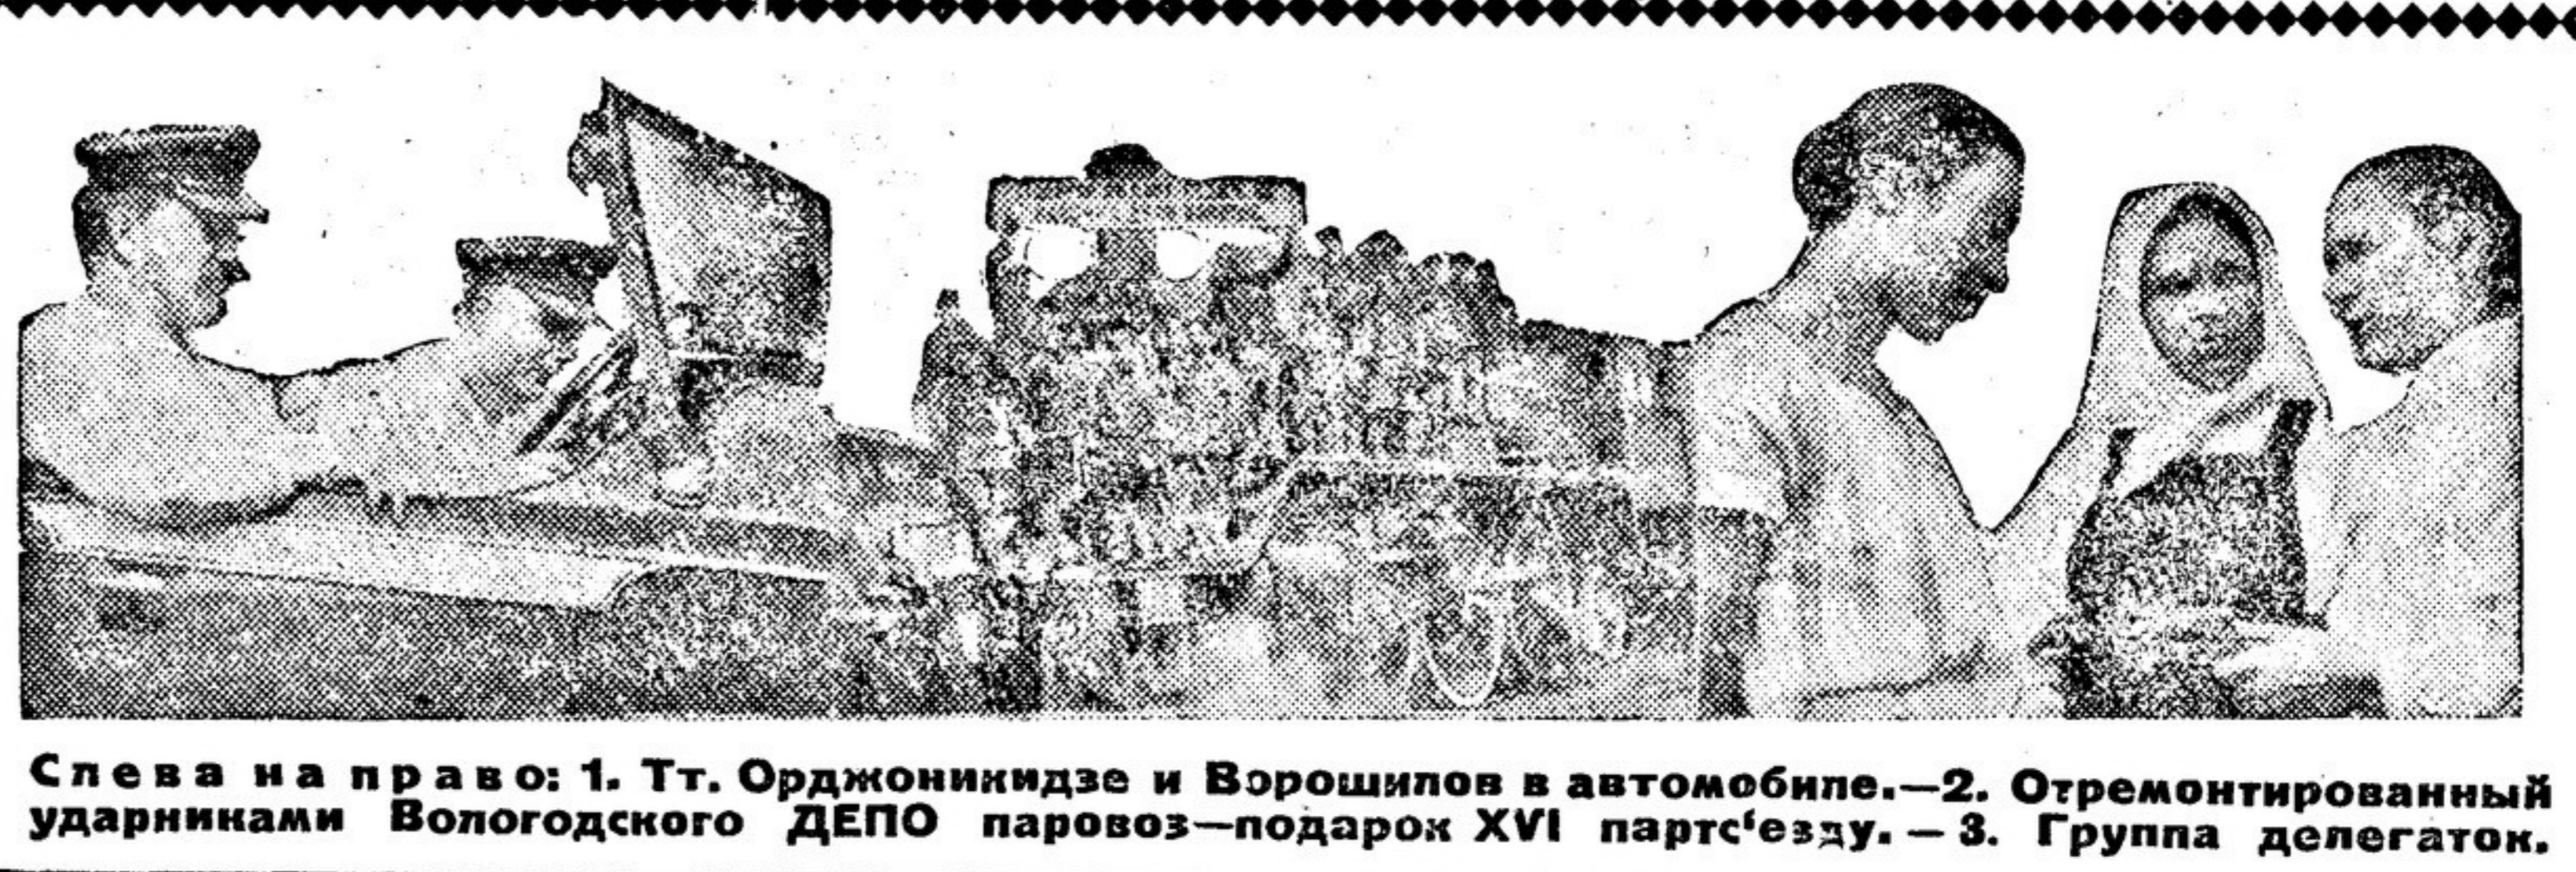 Слева на право: 1. Тт. Орджоникидзе и Ворошилов в автомобиле.—2. Отремонтированный
ударниками Вологодского ДЕПО паровоз—подарок XVI партс‘езду. — 3. Группа делегаток.